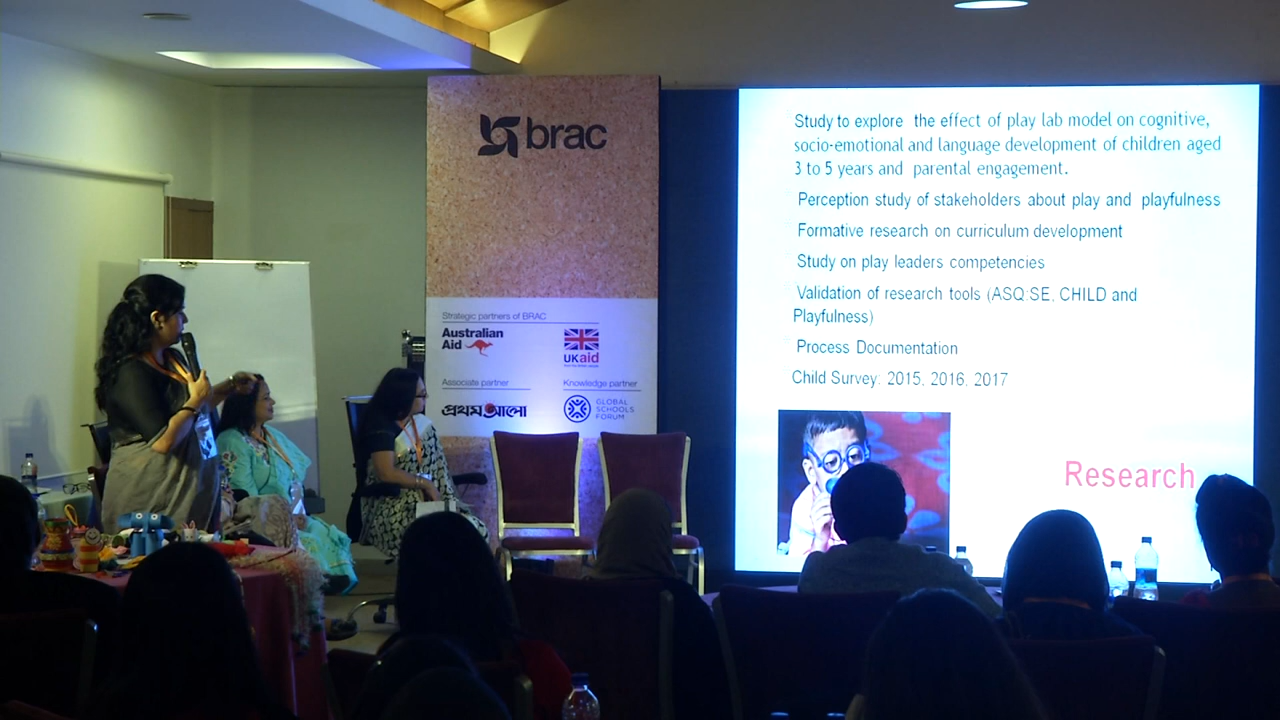 brac
Strategic partners of BRAC
Australian
Aid
UKaid
Associate partner
Knowledge partner
প্রথম আলো
GLOBAL
SCHOOLS
FORUM
Study to explore the effect of play lab model on cognitive,
socio-emotional and language development of children aged
3 to 5 years and parental engagement.
Perception study of stakeholders about play and playfulness
Formative research on curriculum development
Study on play leaders competencies
Validation of research tools (ASQ:SE, CHILD and
Playfulness)
Process Documentation
Child Survey: 2015, 2016, 2017
Research